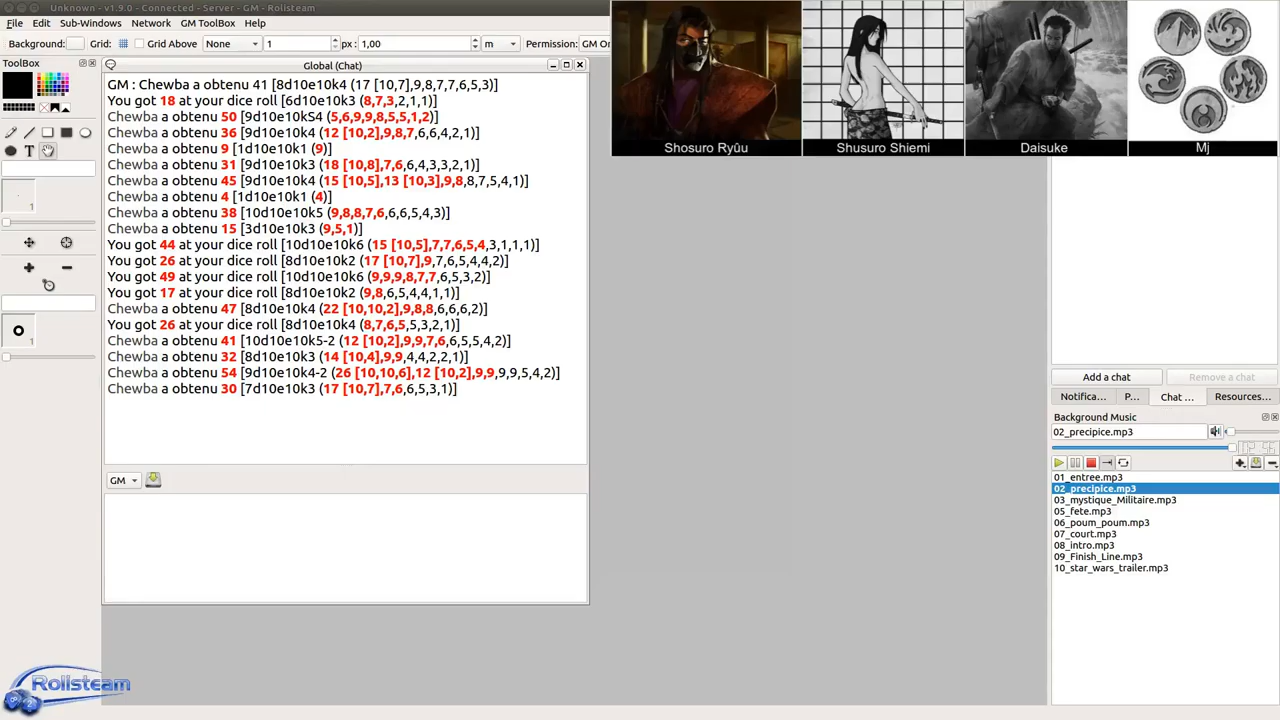 Unknown - v1.9.0 - Connected - Server - GM - Rolisteam
File Edit Sub-Windows Network GM ToolBox Help
Background: Grid: Grid Above None 1 px : 1,00 m Permission: GM On
ToolBox
1
1
Global (Chat)
GM : Chewba a obtenu 41 [8d10e10k4 (17 [10,7],9,8,7,7,6,5,3)]
You got 18 at your dice roll [6d10e10k3 (8,7,3,2,1,1)]
Chewba a obtenu 50 [9d10e10kS4 (5,6,9,9,8,5,5,1,2)]
Chewba a obtenu 36 [9d10e10k4 (12 [10,2],9,8,7,6,6,4,2,1)]
Chewba a obtenu 9 [1d10e10k1 (9)]
Chewba a obtenu 31 [9d10e10k3 (18 [10,8],7,6,6,4,3,3,2,1)]
Chewba a obtenu 45 [9d10e10k4 (15 [10,5],13 [10,3],9,8,8,7,5,4,1)]
Chewba a obtenu 4 [1d10e10k1 (4)]
Chewba a obtenu 38 [10d10e10k5 (9,8,8,7,6,6,6,5,4,3)]
Chewba a obtenu 15 [3d10e10k3 (9,5,1)]
You got 44 at your dice roll [10d10e10k6 (15 [10,5],7,7,6,5,4,3,1,1,1)]
You got 26 at your dice roll [8d10e10k2 (17 [10,7],9,7,6,5,4,4,2)]
You got 49 at your dice roll [10d10e10k6 (9,9,9,8,7,7,6,5,3,2)]
You got 17 at your dice roll [8d10e10k2 (9,8,6,5,4,4,1,1)]
Chewba a obtenu 47 [8d10e10k4 (22 [10,10,2],9,8,8,6,6,6,2)]
You got 26 at your dice roll [8d10e10k4 (8,7,6,5,5,3,2,1)]
Chewba a obtenu 41 [10d10e10k5-2 (12 [10,2],9,9,7,6,6,5,5,4,2)]
Chewba a obtenu 32 [8d10e10k3 (14 [10,4],9,9,4,4,2,2,1)]
Chewba a obtenu 54 [9d10e10k4-2 (26 [10,10,6],12 [10,2],9,9,9,9,5,4,2)]
Chewba a obtenu 30 [7d10e10k3 (17 [10,7],7,6,6,5,3,1)]
GM
Shosuro Ryûu
Shusuro Shiemi
Daisuke
Mj
Add a chat
Remove a chat
Notifica... P... Chat ... Resources...
Background Music
02_precipice.mp3
01_entree.mp3
02_precipice.mp3
03_mystique_Militaire.mp3
05_fete.mp3
06_poum_poum.mp3
07_court.mp3
08_intro.mp3
09_Finish_Line.mp3
10_star_wars_trailer.mp3
Rolisteam